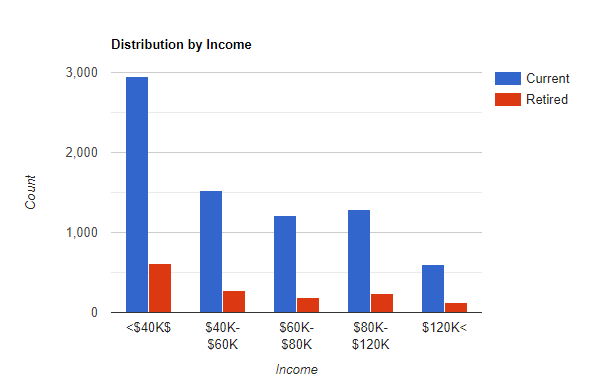 Distribution by Income
3,000
2,000
1,000
0
Count
<$40K$
$40K-
$60K
$60K-
$80K
$80K-
$120K
$120K<
Income
Current
Retired